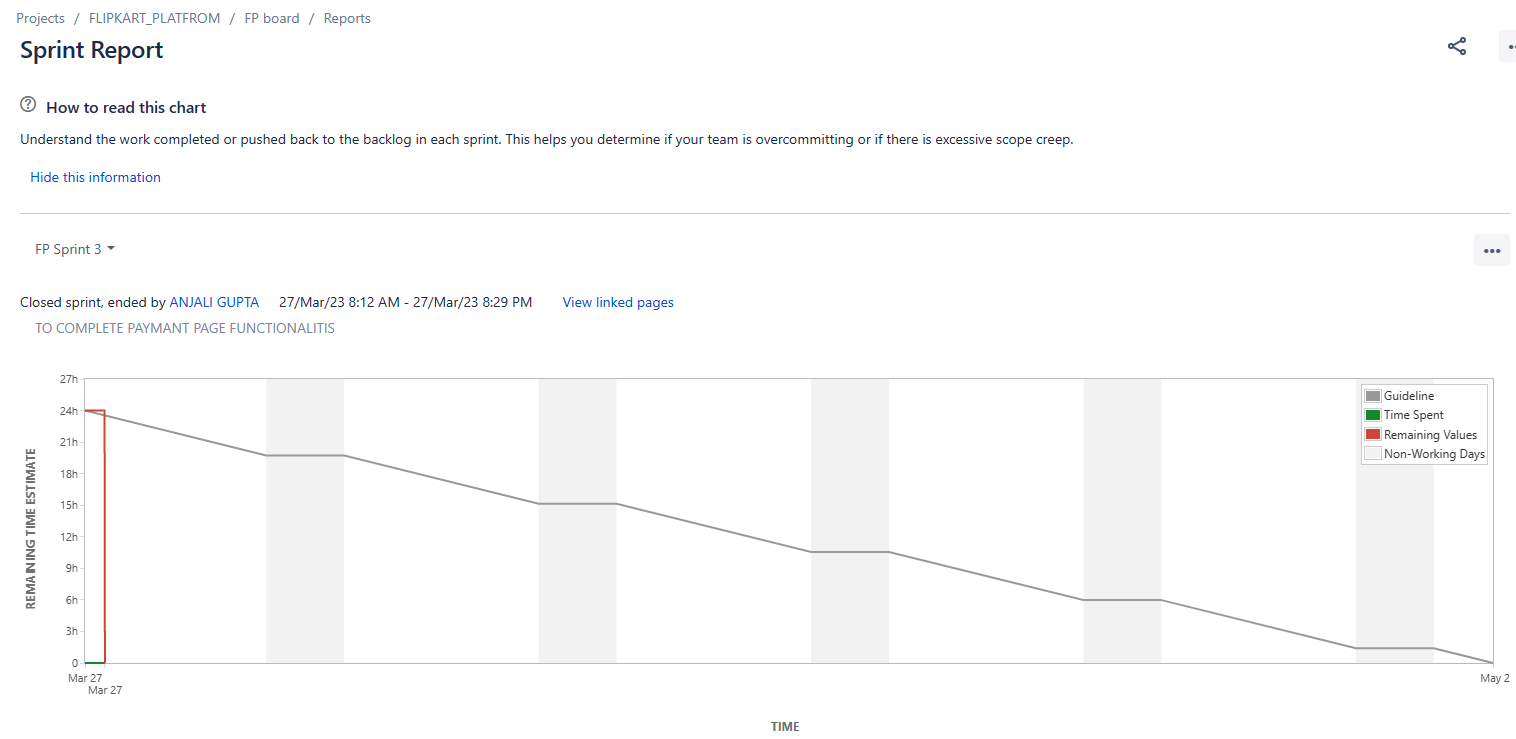 Projects / FLIPKART_PLATFROM / FP board / Reports
Sprint Report
How to read this chart
Understand the work completed or pushed back to the backlog in each sprint. This helps you determine if your team is overcommitting or if there is excessive scope creep.
Hide this information
FP Sprint 3
Closed sprint, ended by ANJALI GUPTA 27/Mar/23 8:12 AM - 27/Mar/23 8:29 PM View linked pages
TO COMPLETE PAYMANT PAGE FUNCTIONALITIS
REMAINING TIME ESTIMATE
27h
24h
21h
18h
15h
12h
9h
6h
3h
0
Guideline
Time Spent
Remaining Values
Non-Working Days
Mar 27
Mar 27
May 2
TIME